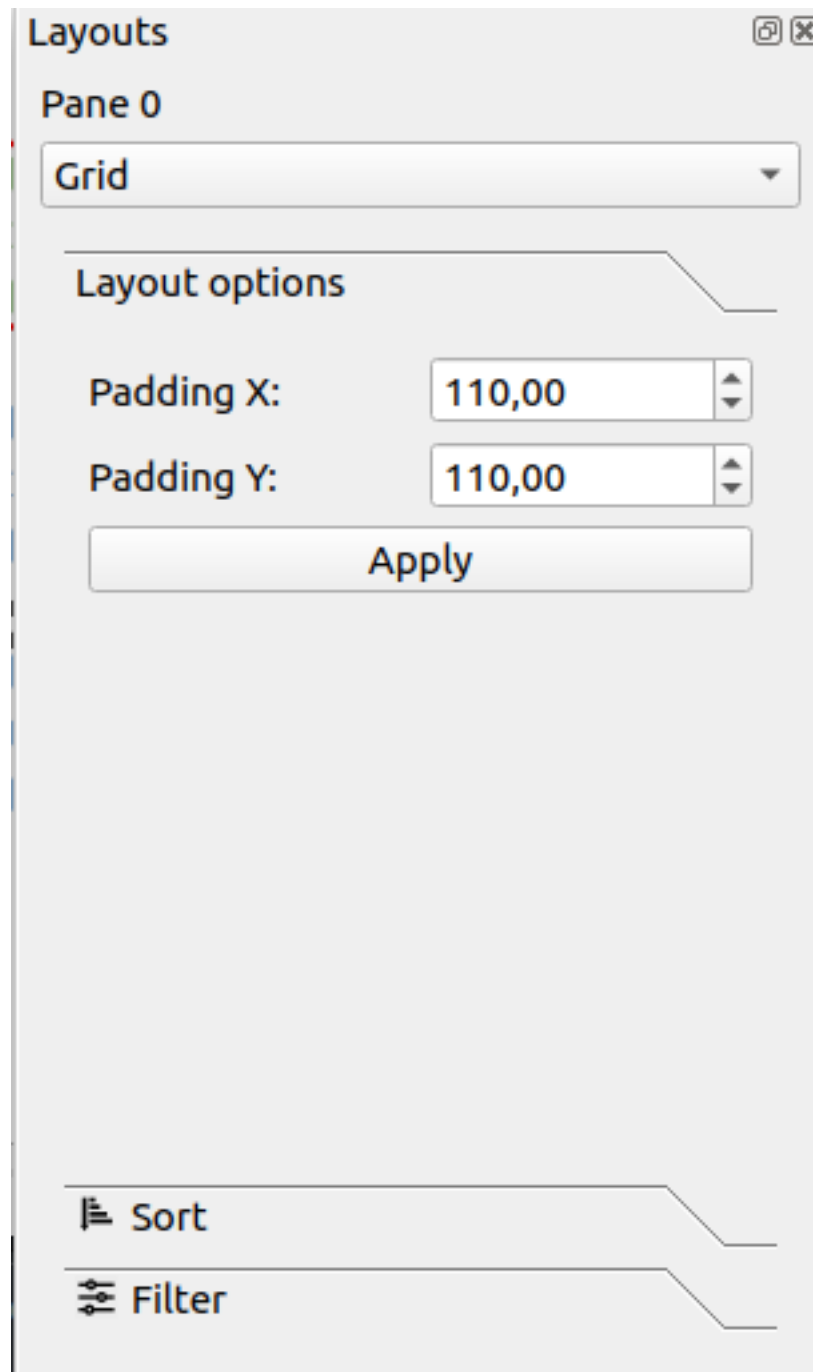 Layouts
Pane 0
Grid
Layout options
Padding X: 110,00
Padding Y: 110,00
Apply
Sort
Filter